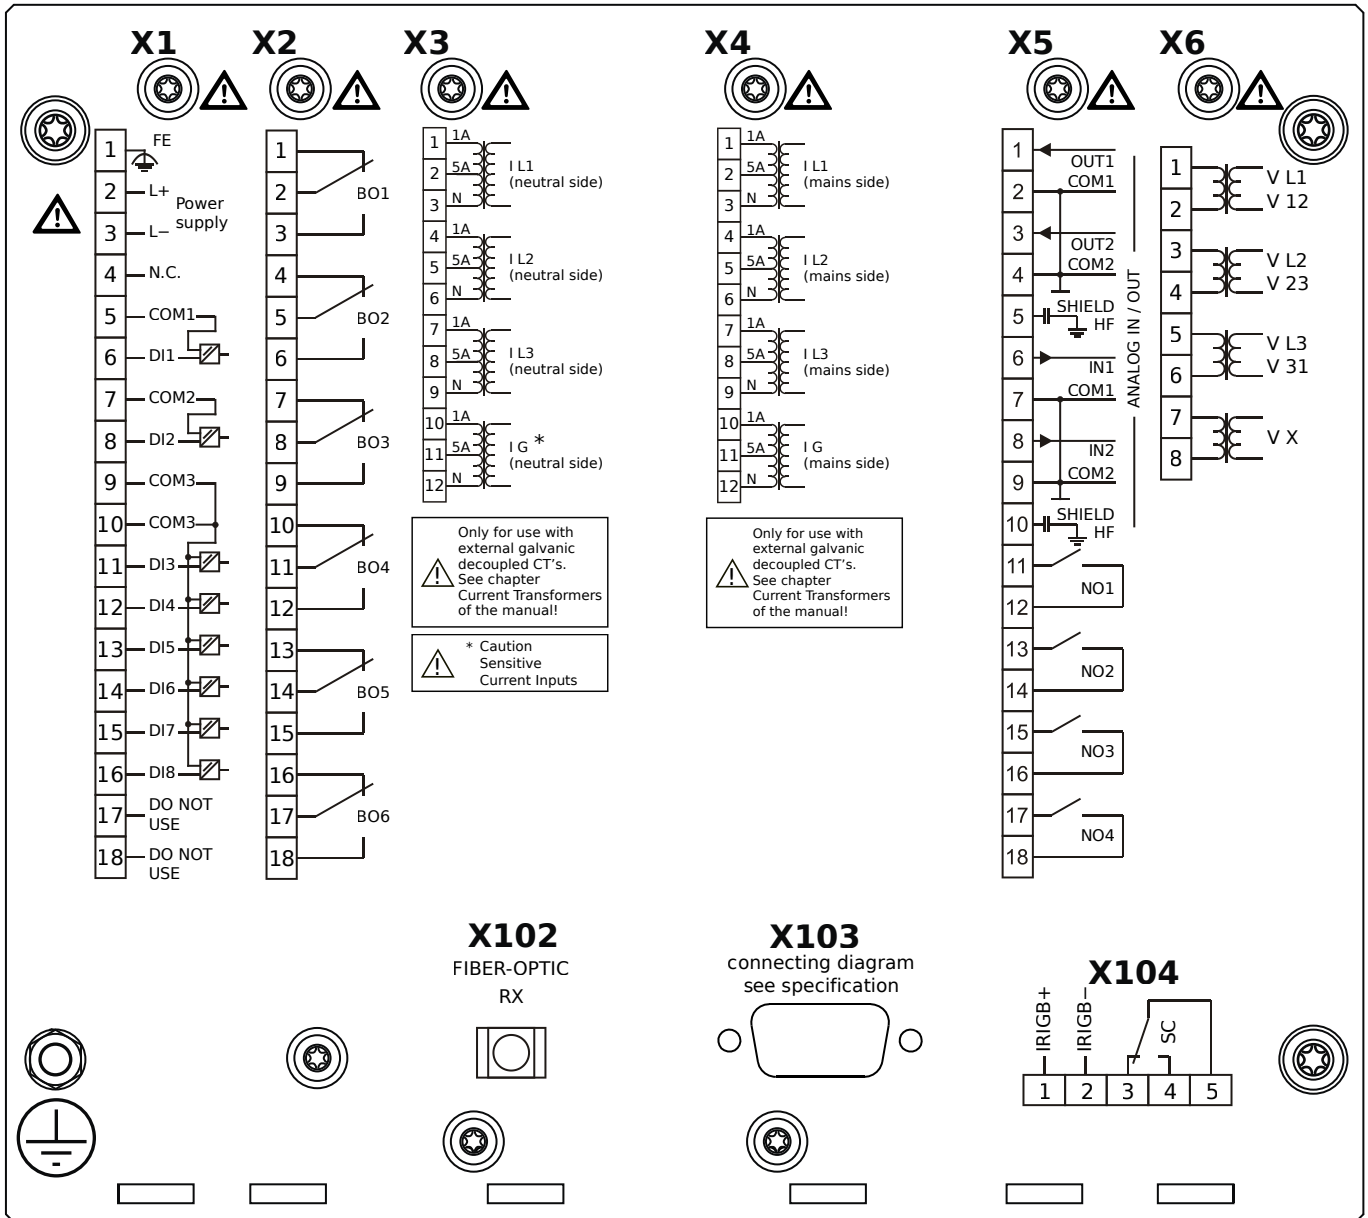 X1
X2
X3
X4
X5
X6
1
FE
2
L+
Power
supply
3
L−
4
N.C.
5
COM1
6
DI1
7
COM2
8
DI2
9
COM3
10
COM3
11
DI3
12
DI4
13
DI5
14
DI6
15
DI7
16
DI8
17
DO NOT
USE
18
DO NOT
USE
1
2
BO1
3
4
5
BO2
6
7
8
BO3
9
10
11
BO4
12
13
14
BO5
15
16
17
BO6
18
1
1A
2
5A
I L1
(neutral side)
3
N
4
1A
5
5A
I L2
(neutral side)
6
N
7
1A
8
5A
I L3
(neutral side)
9
N
10
1A
11
5A
I G *
(neutral side)
12
N
Only for use with
external galvanic
decoupled CT's.
See chapter
Current Transformers
of the manual!
* Caution
Sensitive
Current Inputs
1
1A
2
5A
I L1
(mains side)
3
N
4
1A
5
5A
I L2
(mains side)
6
N
7
1A
8
5A
I L3
(mains side)
9
N
10
1A
11
5A
I G
(mains side)
12
N
Only for use with
external galvanic
decoupled CT's.
See chapter
Current Transformers
of the manual!
1
OUT1
2
COM1
3
OUT2
4
COM2
5
SHIELD
HF
6
IN1
7
COM1
8
IN2
9
COM2
10
SHIELD
HF
ANALOG IN / OUT
11
NO1
12
13
NO2
14
15
NO3
16
17
NO4
18
1
V L1
2
V 12
3
V L2
4
V 23
5
V L3
6
V 31
7
V X
8
X102
FIBER-OPTIC
RX
X103
connecting diagram
see specification
X104
IRIGB+
IRIGB−
SC
1
2
3
4
5